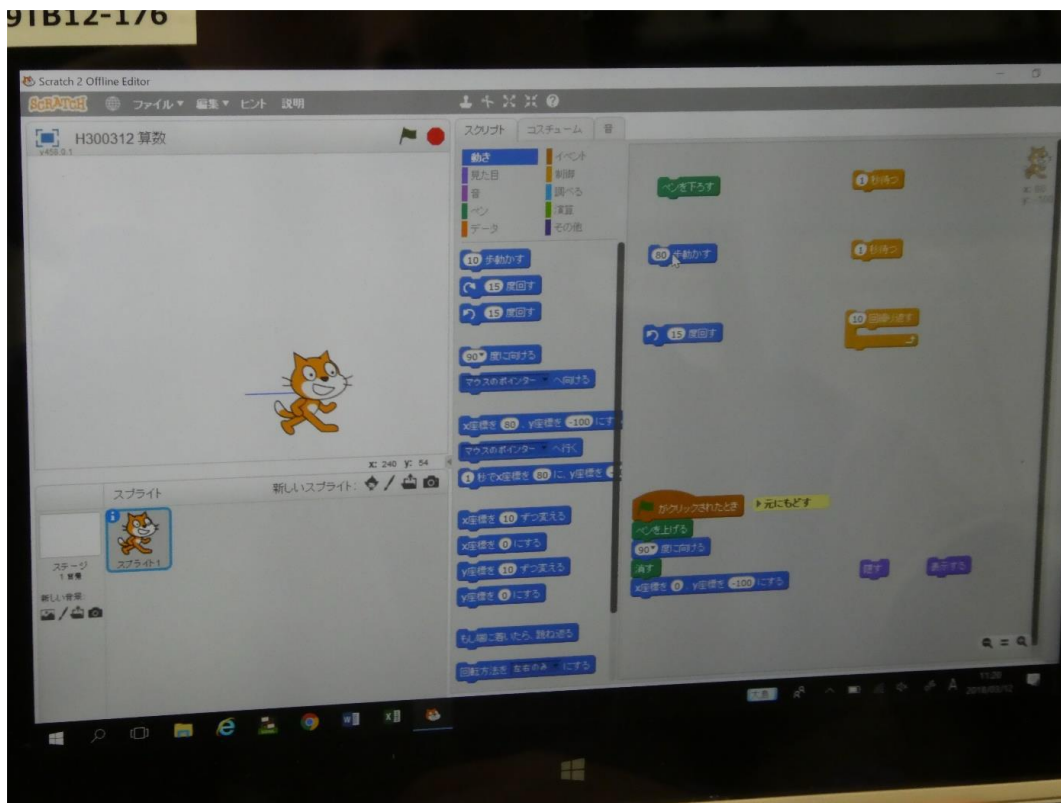 9TB12-176
Scratch 2 Offline Editor
SCRATCH ファイル 編集 ヒント 説明
H300312 算数
v458.0.1
x: 240 y: 54
スプライト 新しいスプライト:
ステージ
1 背景
新しい背景:
スプライト1
スクリプト コスチューム 音
動き イベント
見た目 制御
音 調べる
ペン 演算
データ その他
10 歩動かす
15 度回す
15 度回す
90 度に向ける
マウスのポインター へ向ける
x座標を 80 、y座標を -100 にす
マウスのポインター へ行く
1 秒でx座標を 80 に、y座標を
x座標を 10 ずつ変える
x座標を 0 にする
y座標を 10 ずつ変える
y座標を 0 にする
もし端に着いたら、跳ね返る
回転方法を 左右のみ にする
ペンを下ろす
1 秒待つ
80 歩動かす
1 秒待つ
15 度回す
10 回繰り返す
がクリックされたとき
元にもどす
ペンを上げる
90 度に向ける
消す
x座標を 0 、y座標を -100 にする
隠す
表示する
x: 80
y: -100
A
11:20
2018/03/12